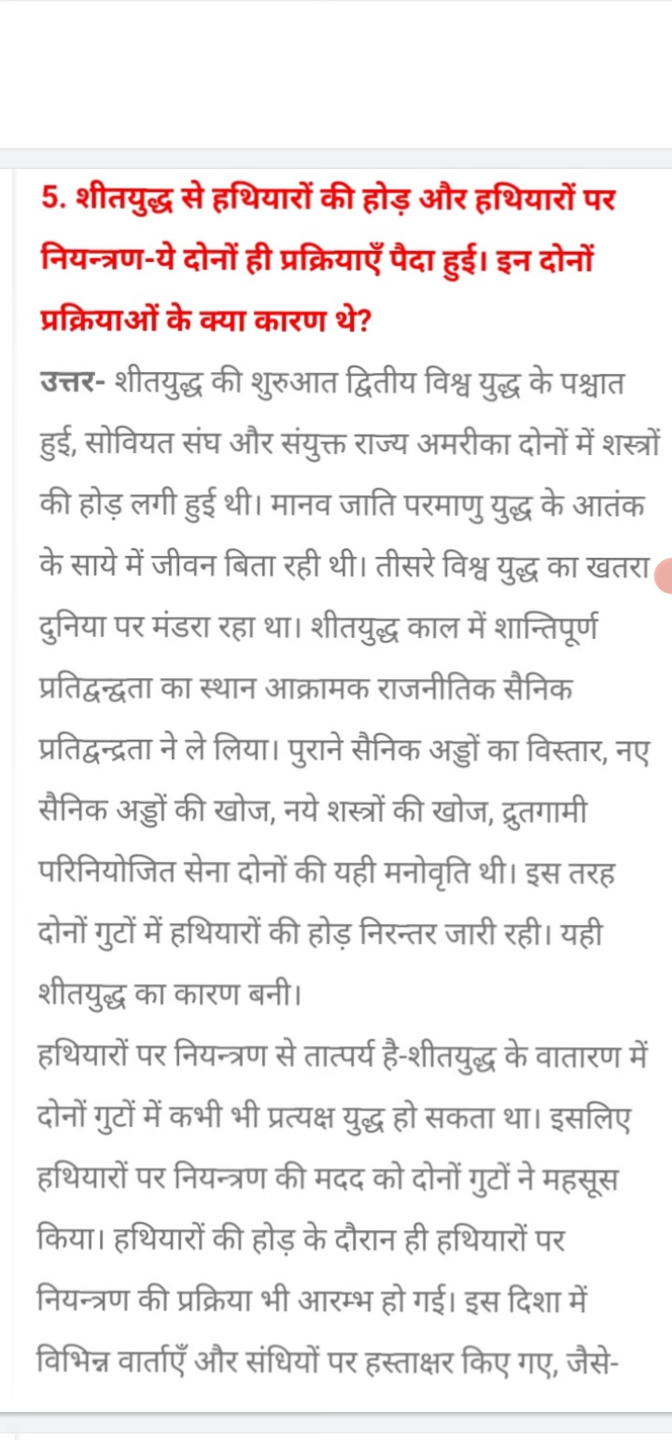 5. शीतयुद्ध से हथियारों की होड़ और हथियारों पर
नियन्त्रण-ये दोनों ही प्रक्रियाएँ पैदा हुई। इन दोनों
प्रक्रियाओं के क्या कारण थे?
उत्तर- शीतयुद्ध की शुरुआत द्वितीय विश्व युद्ध के पश्चात
हुई, सोवियत संघ और संयुक्त राज्य अमरीका दोनों में शस्त्रों
की होड़ लगी हुई थी। मानव जाति परमाणु युद्ध के आतंक
के साये में जीवन बिता रही थी। तीसरे विश्व युद्ध का खतरा
दुनिया पर मंडरा रहा था। शीतयुद्ध काल में शान्तिपूर्ण
प्रतिद्वन्द्वता का स्थान आक्रामक राजनीतिक सैनिक
प्रतिद्वन्द्रता ने ले लिया। पुराने सैनिक अड्डों का विस्तार, नए
सैनिक अड्डों की खोज, नये शस्त्रों की खोज, द्रुतगामी
परिनियोजित सेना दोनों की यही मनोवृति थी। इस तरह
दोनों गुटों में हथियारों की होड़ निरन्तर जारी रही। यही
शीतयुद्ध का कारण बनी।
हथियारों पर नियन्त्रण से तात्पर्य है-शीतयुद्ध के वातारण में
दोनों गुटों में कभी भी प्रत्यक्ष युद्ध हो सकता था। इसलिए
हथियारों पर नियन्त्रण की मदद को दोनों गुटों ने महसूस
किया। हथियारों की होड़ के दौरान ही हथियारों पर
नियन्त्रण की प्रक्रिया भी आरम्भ हो गई। इस दिशा में
विभिन्न वार्ताएँ और संधियों पर हस्ताक्षर किए गए, जैसे-